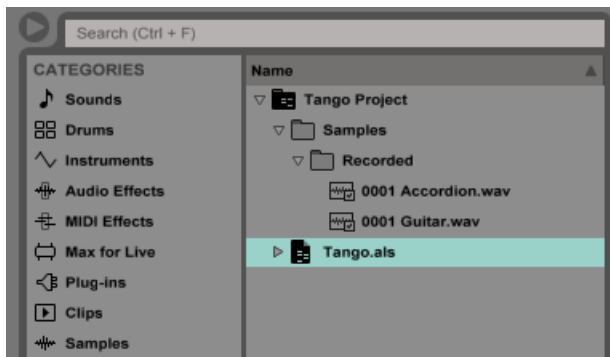 Search (Ctrl + F)
CATEGORIES
Sounds
Drums
Instruments
Audio Effects
MIDI Effects
Max for Live
Plug-ins
Clips
Samples
Name
Tango Project
Samples
Recorded
0001 Accordion.wav
0001 Guitar.wav
Tango.als